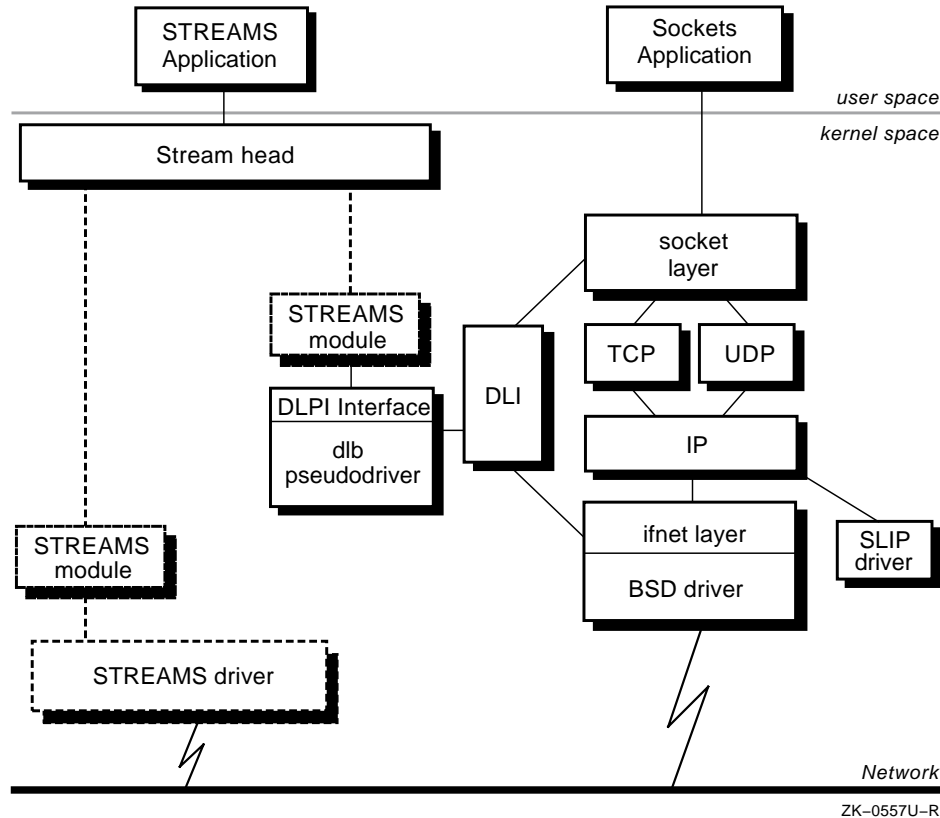 STREAMS
Application
Sockets
Application
user space
kernel space
Stream head
socket
layer
STREAMS
module
TCP
UDP
DLI
DLPI Interface
dlb
pseudodriver
IP
STREAMS
module
ifnet layer
BSD driver
SLIP
driver
STREAMS driver
Network
ZK−0557U−R